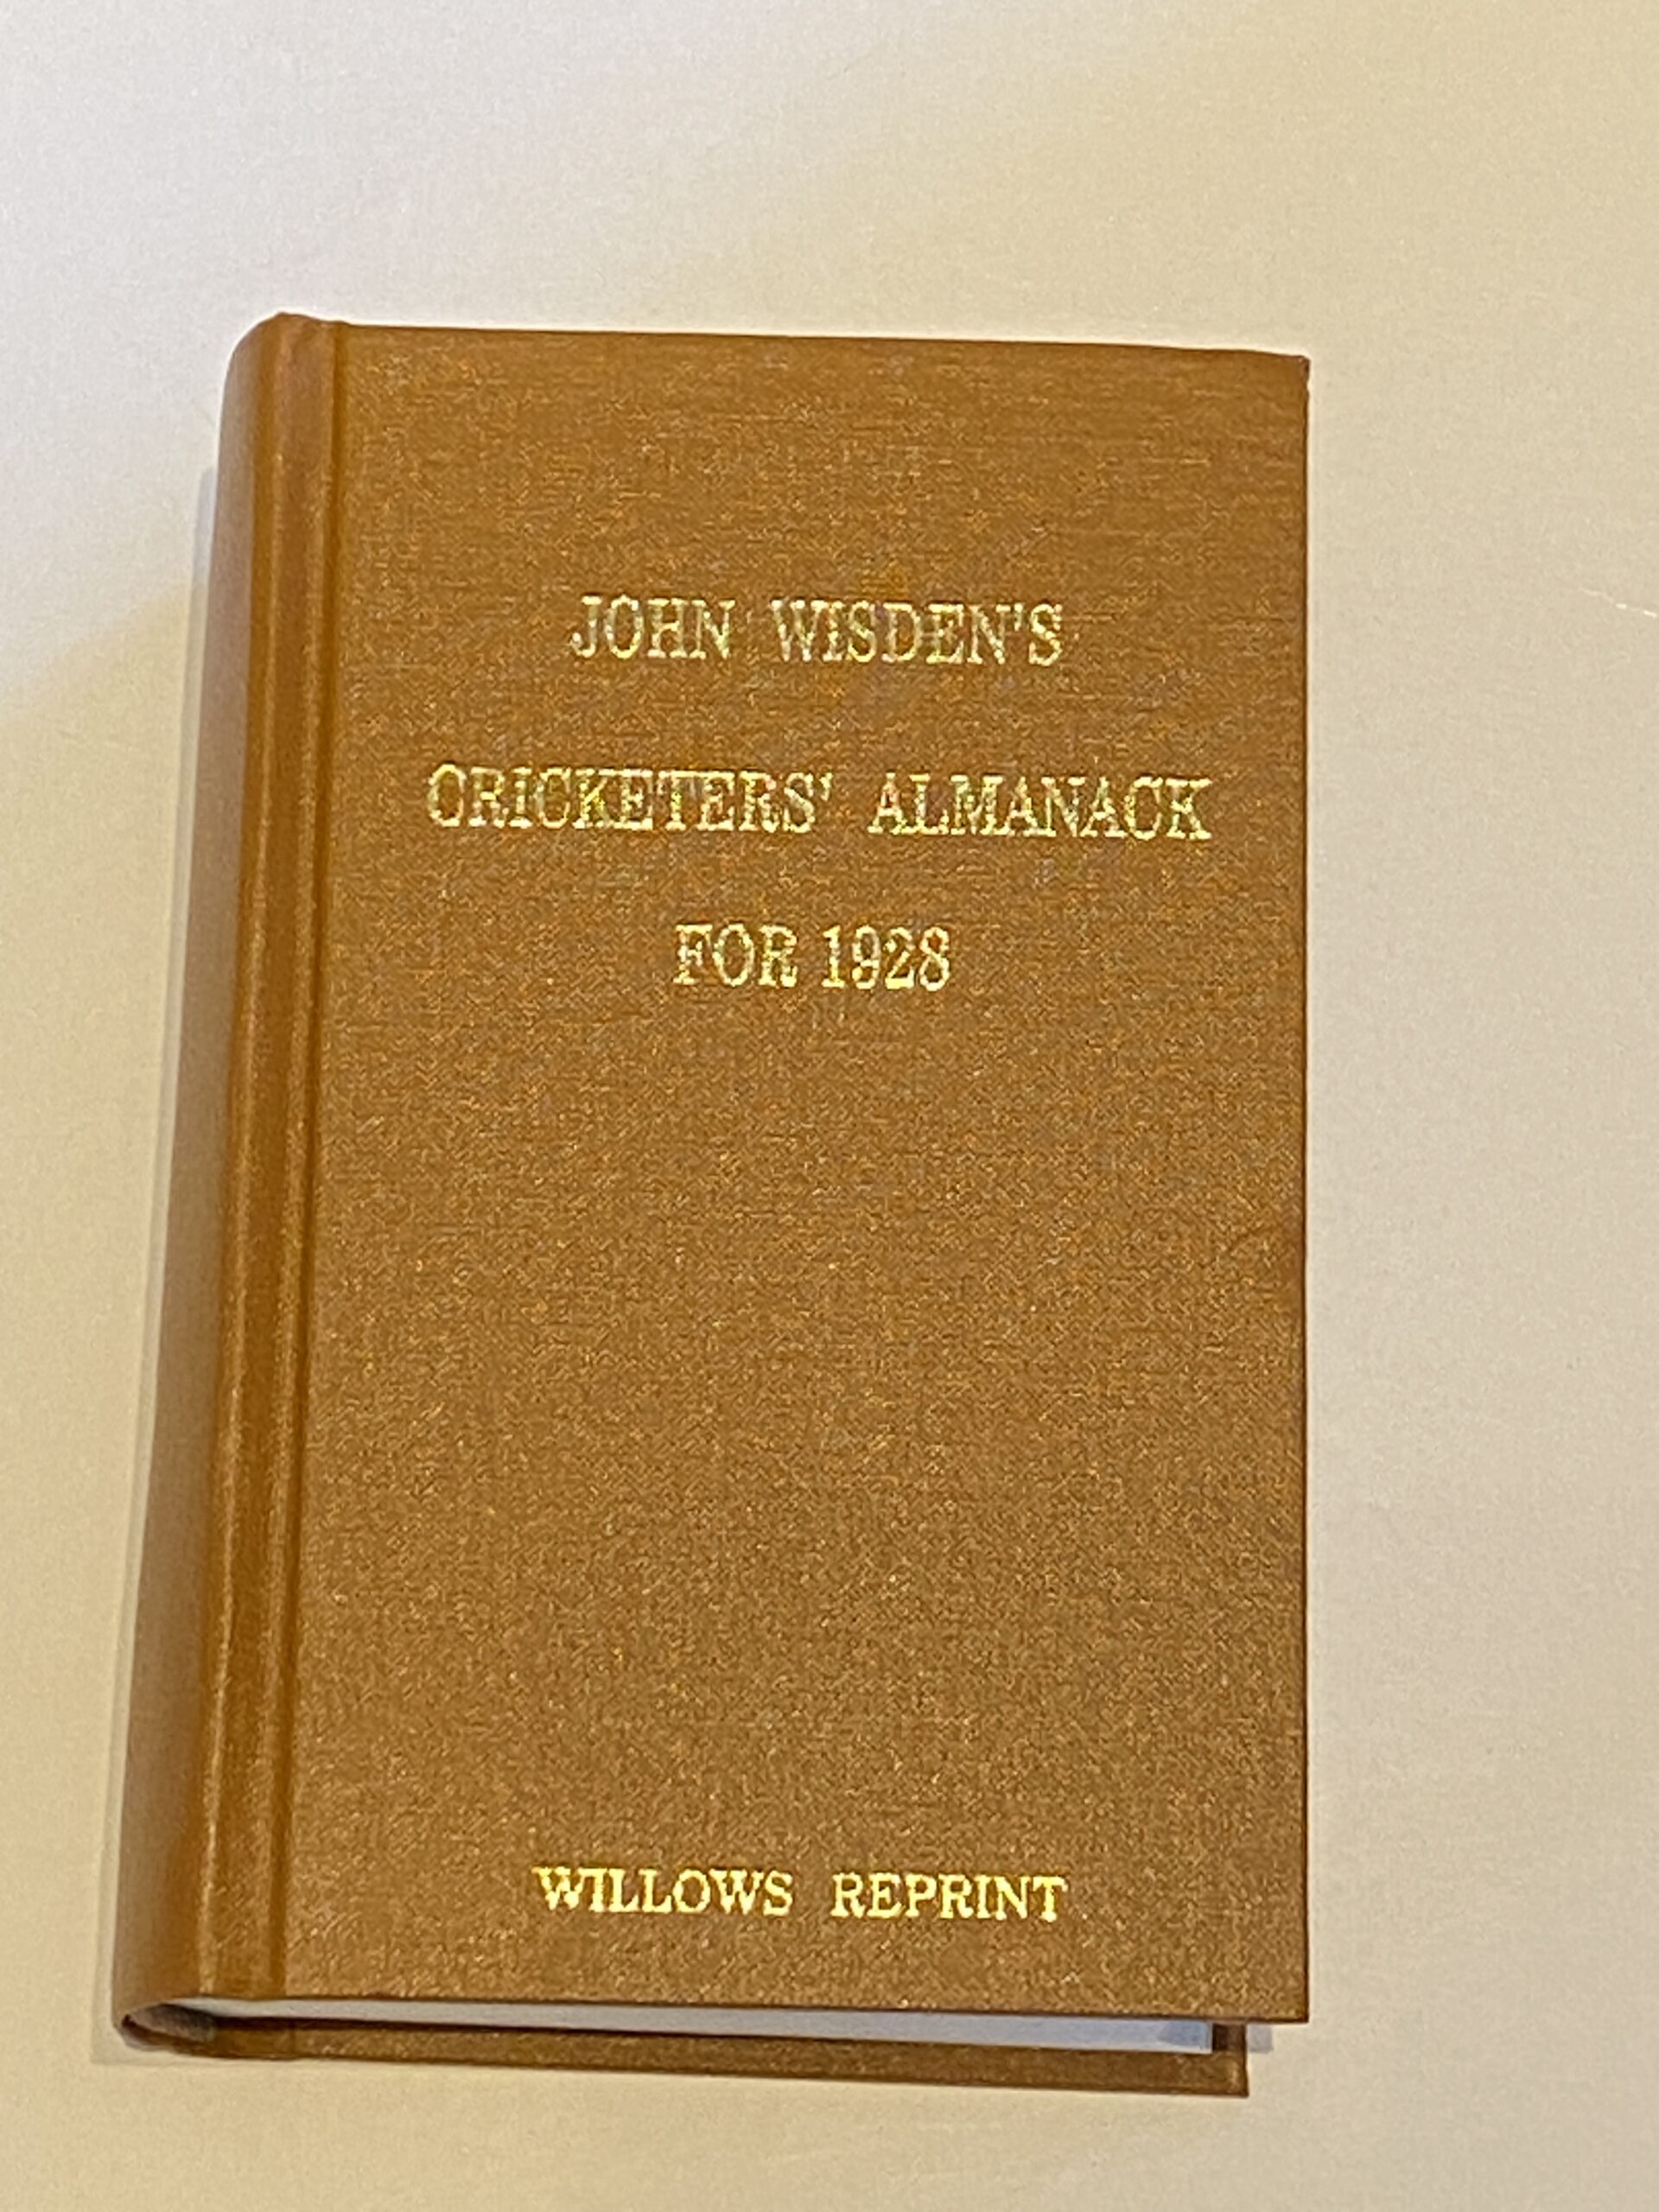 JOHN WISDEN'S
CRICKETERS' ALMANACK
FOR 1928
WILLOWS REPRINT